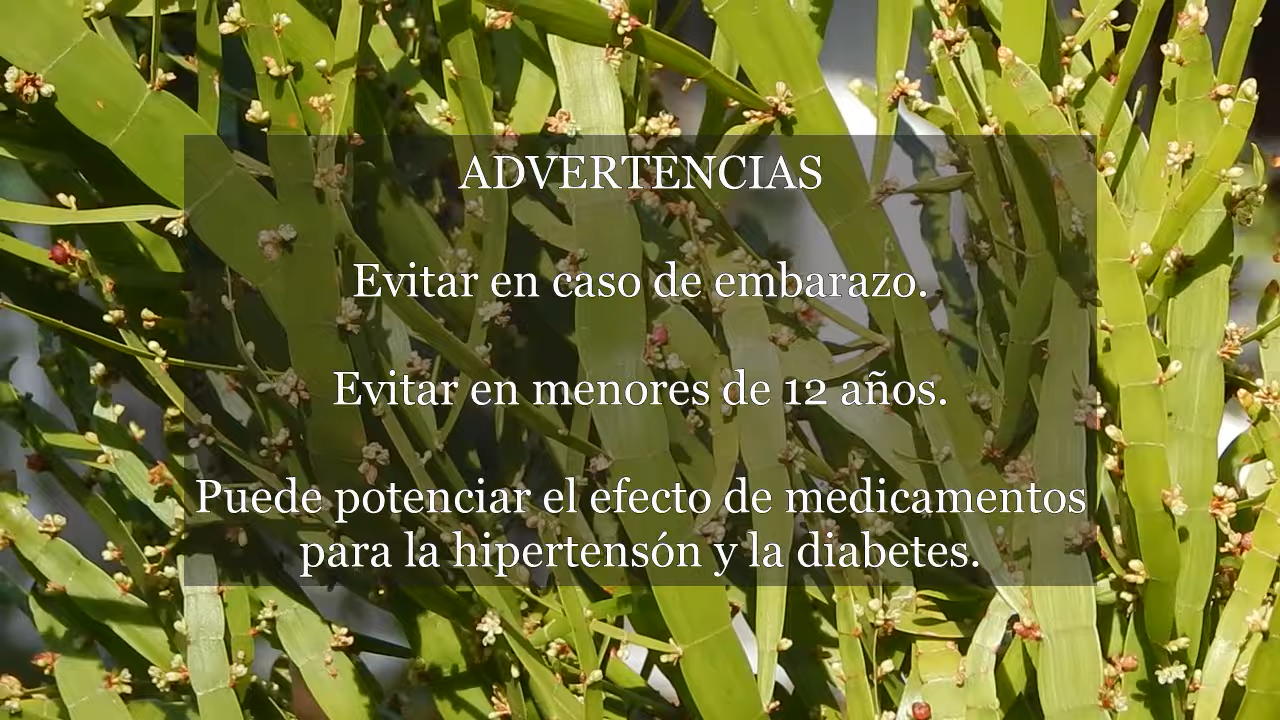 ADVERTENCIAS
Evitar en caso de embarazo.
Evitar en menores de 12 años.
Puede potenciar el efecto de medicamentos
para la hipertensón y la diabetes.